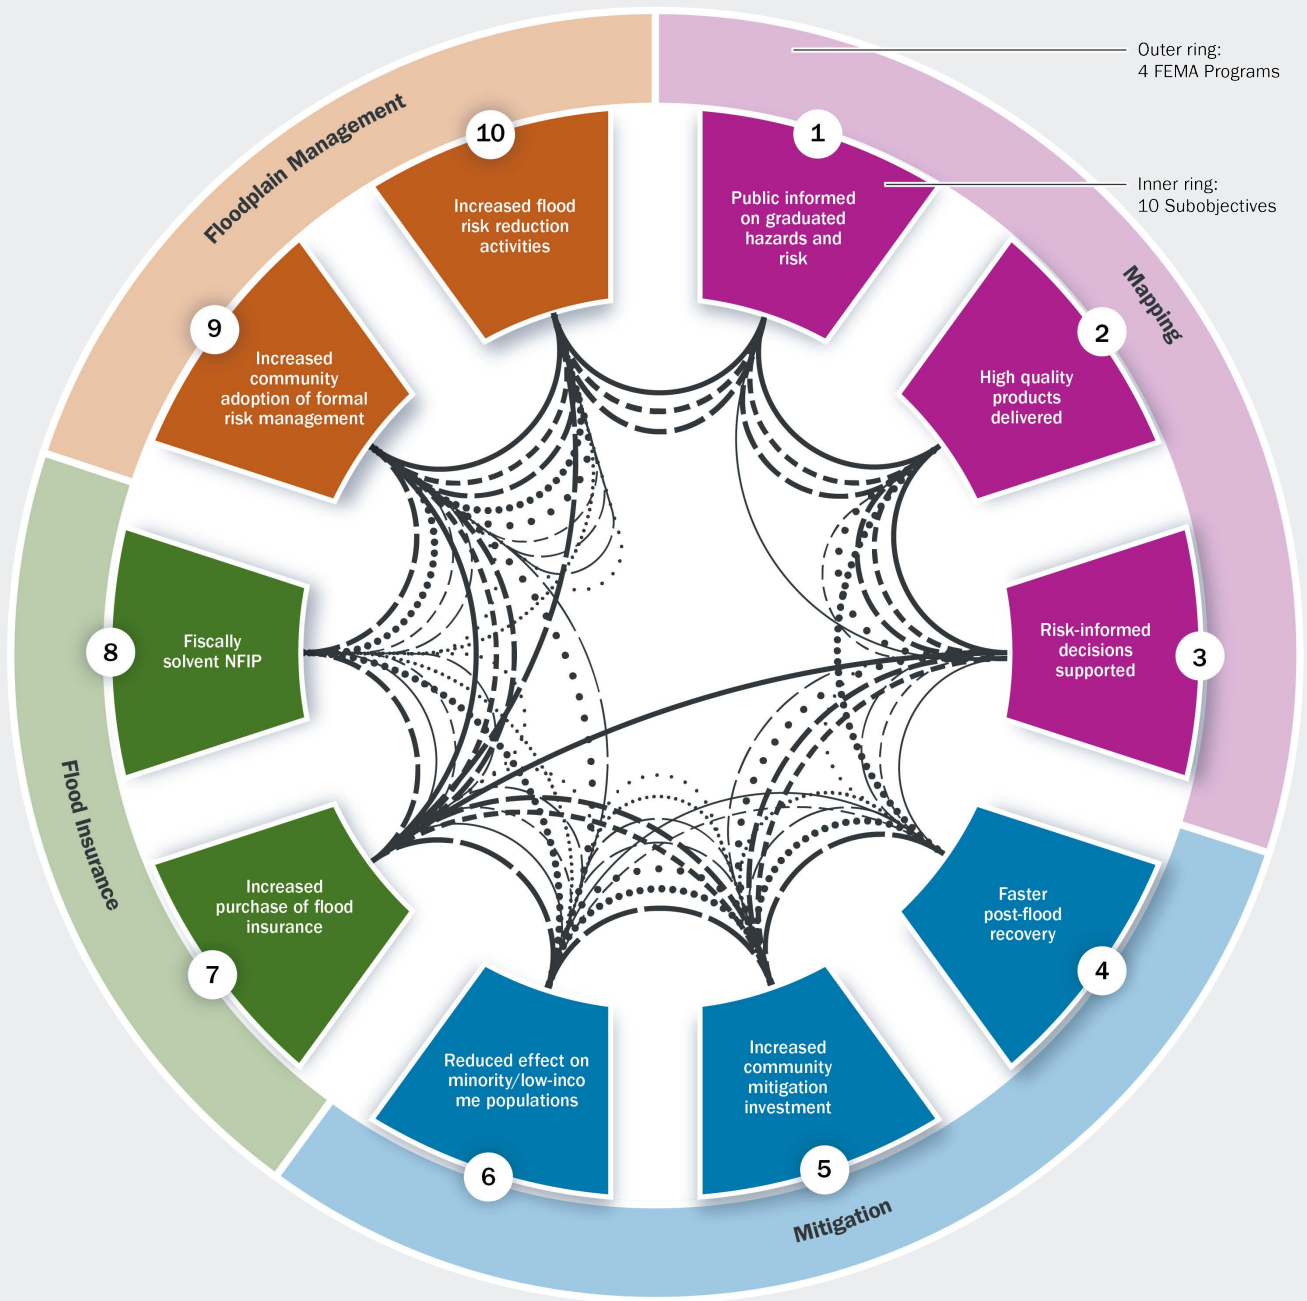 Outer ring:
4 FEMA Programs
Inner ring:
10 Subobjectives
Mapping
1
Public informed
on graduated
hazards and
risk
2
High quality
products
delivered
3
Risk-informed
decisions
supported
Mitigation
4
Faster
post-flood
recovery
5
Increased
community
mitigation
investment
6
Reduced effect on
minority/low-inco
me populations
Flood Insurance
7
Increased
purchase of flood
insurance
8
Fiscally
solvent NFIP
Floodplain Management
9
Increased
community
adoption of formal
risk management
10
Increased flood
risk reduction
activities